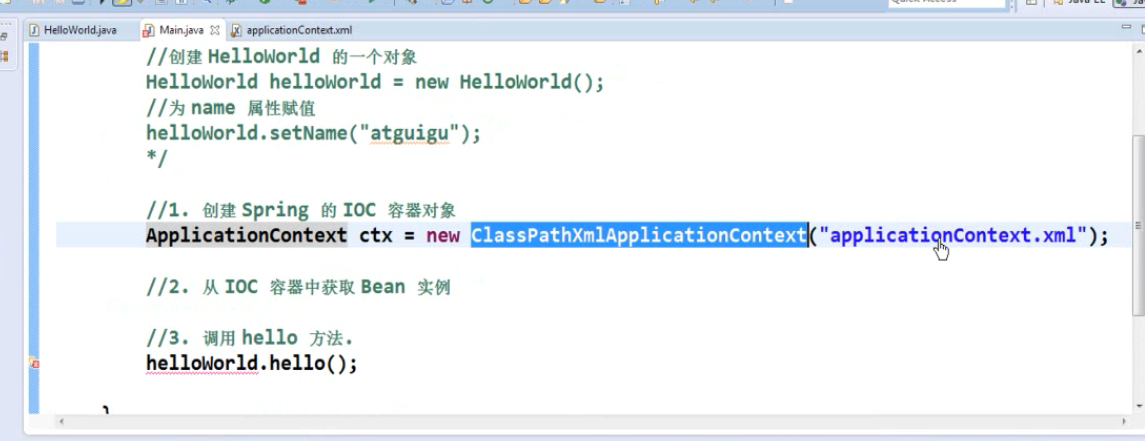 HelloWorld.java Main.java applicationContext.xml
//创建 HelloWorld 的一个对象
HelloWorld helloWorld = new HelloWorld();
//为 name 属性赋值
helloWorld.setName("atguigu");
*/
//1. 创建 Spring 的 IOC 容器对象
ApplicationContext ctx = new ClassPathXmlApplicationContext("applicationContext.xml");
//2. 从 IOC 容器中获取 Bean 实例
//3. 调用 hello 方法.
helloWorld.hello();
}